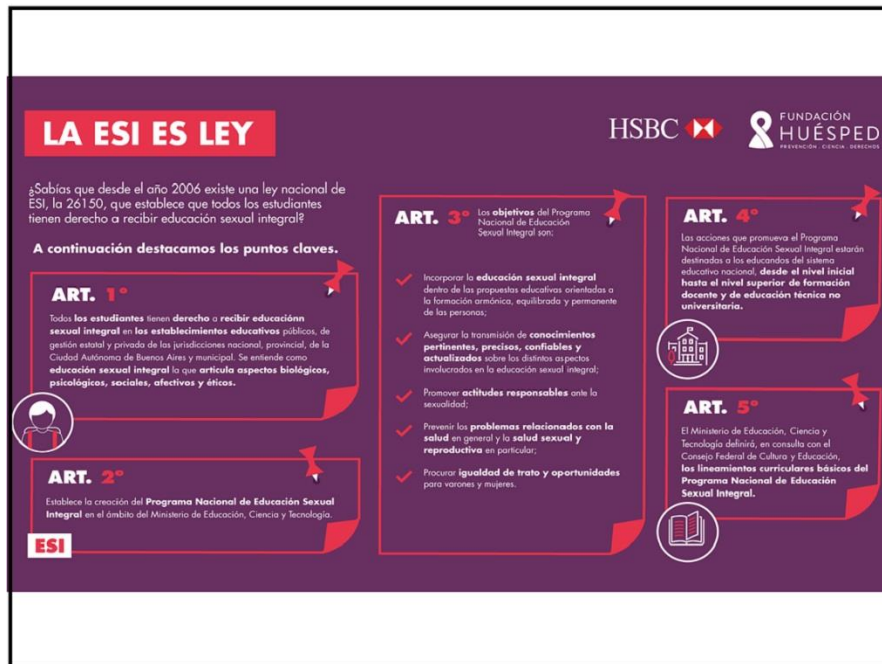 LA ESI ES LEY
HSBC
FUNDACIÓN
HUÉSPED
PREVENCIÓN . CIENCIA . DERECHOS
¿Sabías que desde el año 2006 existe una ley nacional de
ESI, la 26150, que establece que todos los estudiantes
tienen derecho a recibir educación sexual integral?
A continuación destacamos los puntos claves.
ART. 1º
Todos los estudiantes tienen derecho a recibir educaciónn
sexual integral en los establecimientos educativos públicos, de
gestión estatal y privada de las jurisdicciones nacional, provincial, de la
Ciudad Autónoma de Buenos Aires y municipal. Se entiende como
educación sexual integral la que articula aspectos biológicos,
psicológicos, sociales, afectivos y éticos.
ART. 2º
Establece la creación del Programa Nacional de Educación Sexual
Integral en el ámbito del Ministerio de Educación, Ciencia y Tecnología.
ESI
ART. 3º Los objetivos del Programa
Nacional de Educación
Sexual Integral son:
Incorporar la educación sexual integral
dentro de las propuestas educativas orientadas a
la formación armónica, equilibrada y permanente
de las personas;
Asegurar la transmisión de conocimientos
pertinentes, precisos, confiables y
actualizados sobre los distintos aspectos
involucrados en la educación sexual integral;
Promover actitudes responsables ante la
sexualidad;
Prevenir los problemas relacionados con la
salud en general y la salud sexual y
reproductiva en particular;
Procurar igualdad de trato y oportunidades
para varones y mujeres.
ART. 4º
Las acciones que promueva el Programa
Nacional de Educación Sexual Integral estarán
destinadas a los educandos del sistema
educativo nacional, desde el nivel inicial
hasta el nivel superior de formación
docente y de educación técnica no
universitaria.
ART. 5º
El Ministerio de Educación, Ciencia y
Tecnología definirá, en consulta con el
Consejo Federal de Cultura y Educación,
los lineamientos curriculares básicos del
Programa Nacional de Educación
Sexual Integral.